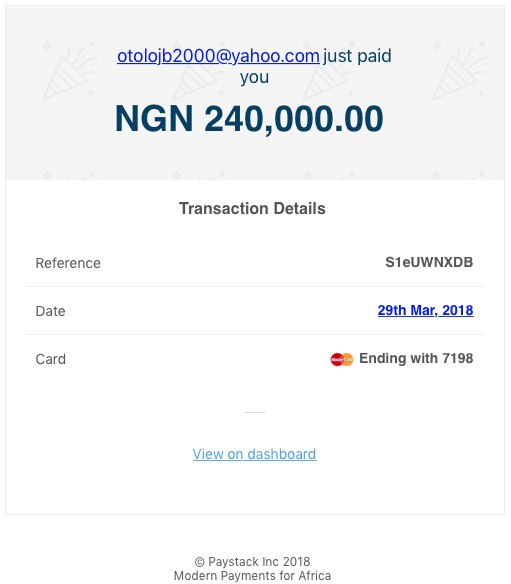 otolojb2000@yahoo.com just paid
you
NGN 240,000.00
Transaction Details
Reference S1eUWNXDB
Date 29th Mar, 2018
Card Ending with 7198
View on dashboard
© Paystack Inc 2018
Modern Payments for Africa